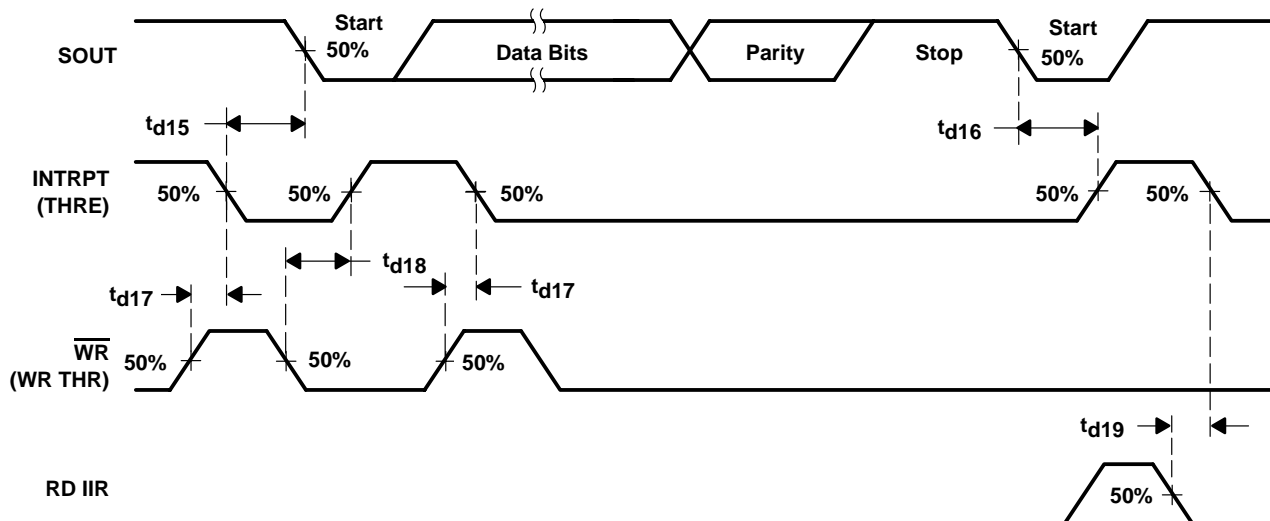 Start
50%
Start
50%
SOUT
Data Bits
Parity
Stop
td15
td16
INTRPT
(THRE)
50%
50%
50%
50%
50%
td18
td17
td17
WR
(WR THR)
50%
50%
50%
td19
RD IIR
50%